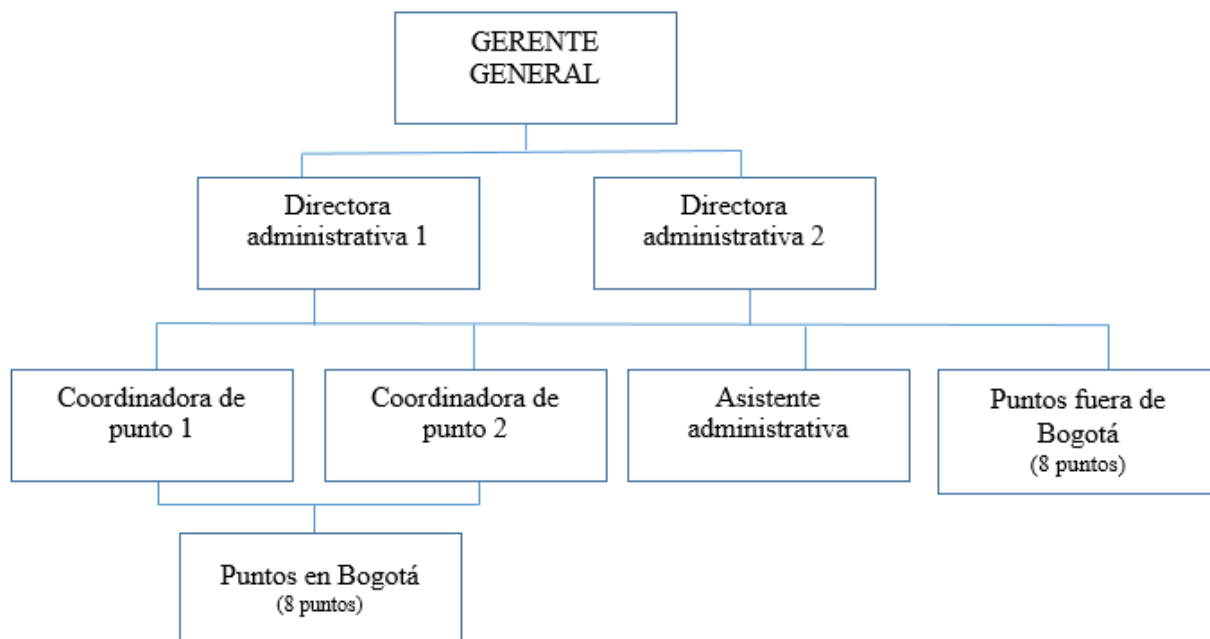 GERENTE
GENERAL
Directora
administrativa 1
Directora
administrativa 2
Coordinadora de
punto 1
Coordinadora de
punto 2
Asistente
administrativa
Puntos fuera de
Bogotá
(8 puntos)
Puntos en Bogotá
(8 puntos)